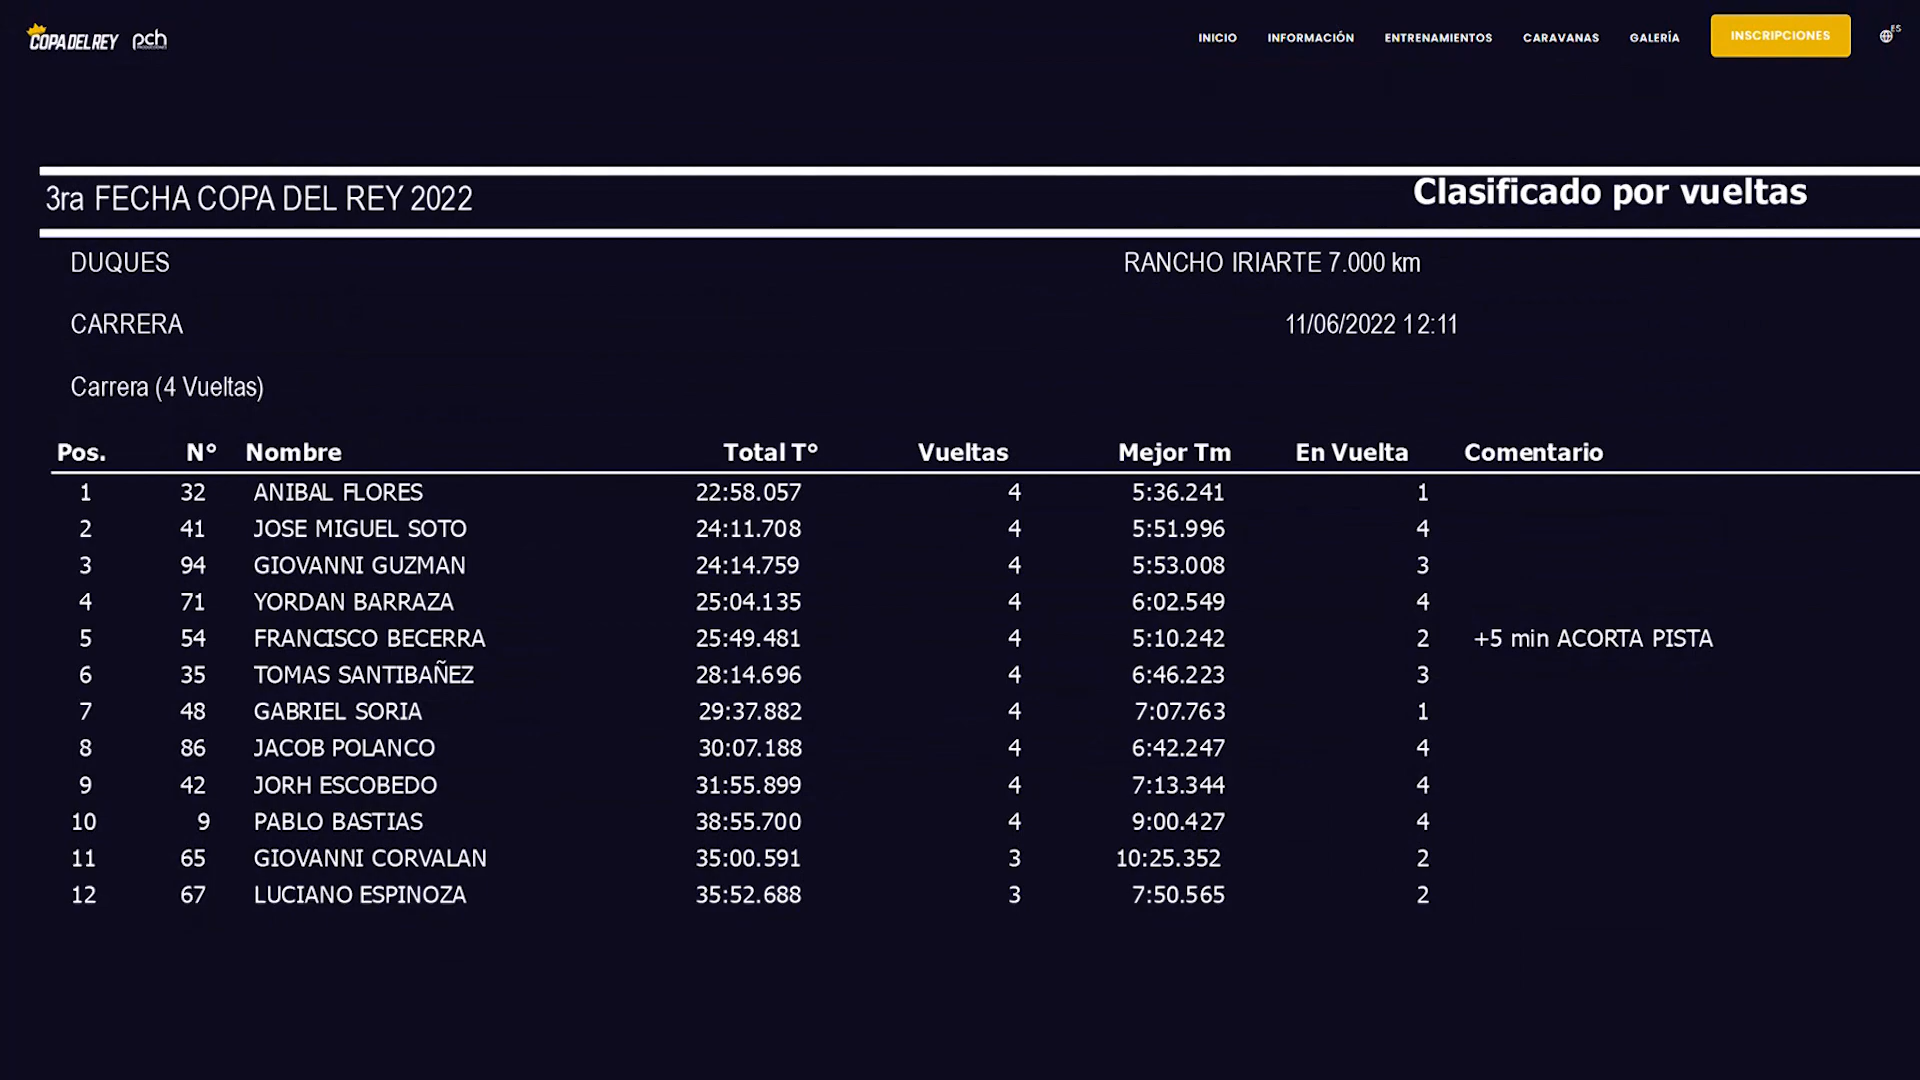 COPA DEL REY pch PRODUCCIONES INICIO INFORMACIÓN ENTRENAMIENTOS CARAVANAS GALERÍA INSCRIPCIONES ES
3ra FECHA COPA DEL REY 2022 Clasificado por vueltas
DUQUES RANCHO IRIARTE 7.000 km
CARRERA 11/06/2022 12:11
Carrera (4 Vueltas)
Pos. N° Nombre Total T° Vueltas Mejor Tm En Vuelta Comentario
1 32 ANIBAL FLORES 22:58.057 4 5:36.241 1
2 41 JOSE MIGUEL SOTO 24:11.708 4 5:51.996 4
3 94 GIOVANNI GUZMAN 24:14.759 4 5:53.008 3
4 71 YORDAN BARRAZA 25:04.135 4 6:02.549 4
5 54 FRANCISCO BECERRA 25:49.481 4 5:10.242 2 +5 min ACORTA PISTA
6 35 TOMAS SANTIBAÑEZ 28:14.696 4 6:46.223 3
7 48 GABRIEL SORIA 29:37.882 4 7:07.763 1
8 86 JACOB POLANCO 30:07.188 4 6:42.247 4
9 42 JORH ESCOBEDO 31:55.899 4 7:13.344 4
10 9 PABLO BASTIAS 38:55.700 4 9:00.427 4
11 65 GIOVANNI CORVALAN 35:00.591 3 10:25.352 2
12 67 LUCIANO ESPINOZA 35:52.688 3 7:50.565 2